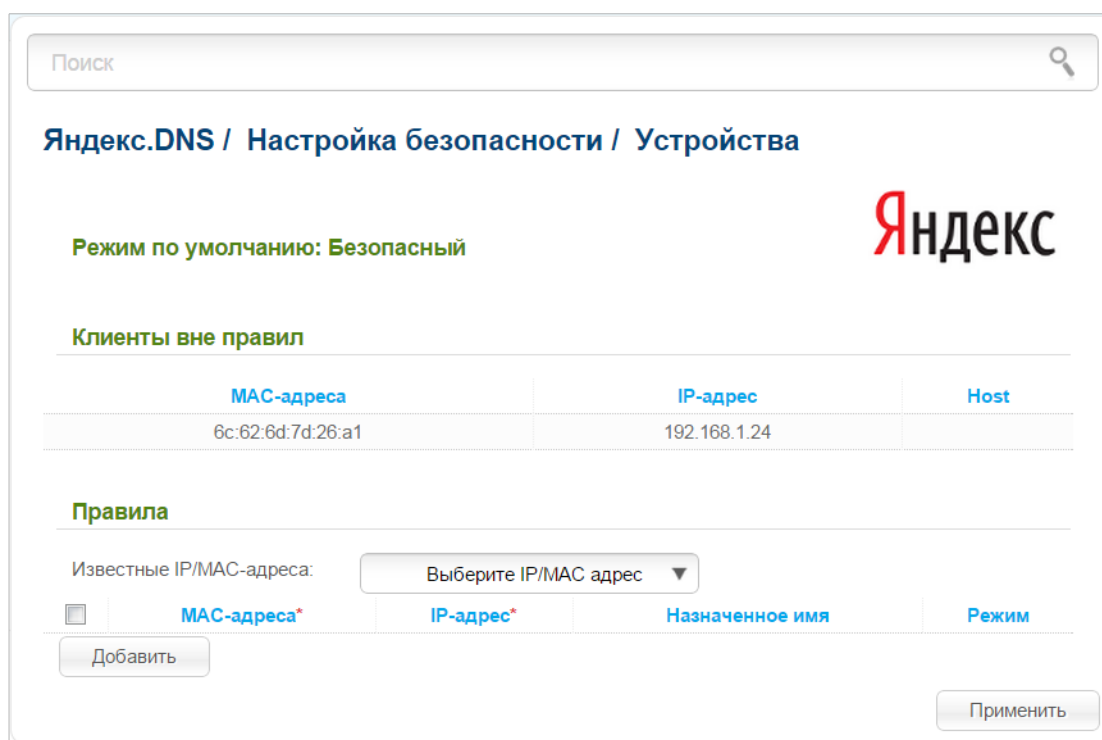 Поиск
Яндекс.DNS / Настройка безопасности / Устройства
Яндекс
Режим по умолчанию: Безопасный
Клиенты вне правил
MAC-адреса IP-адрес Host
6c:62:6d:7d:26:a1 192.168.1.24
Правила
Известные IP/MAC-адреса: Выберите IP/MAC адрес
MAC-адреса* IP-адрес* Назначенное имя Режим
Добавить
Применить